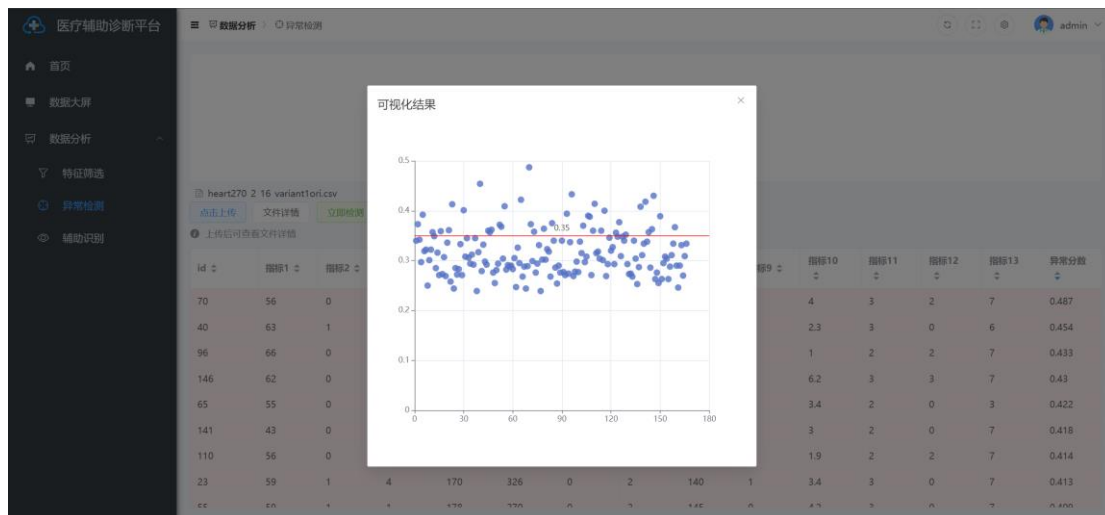 医疗辅助诊断平台
数据分析 异常检测
admin
首页
数据大屏
数据分析
特征筛选
异常检测
辅助识别
heart270_2_16_variant1ori.csv
点击上传 文件详情 立即检测
上传后可查看文件详情
可视化结果
0.5
0.4
0.35
0.3
0.2
0.1
0
0 30 60 90 120 150 180
id 指标1 指标2 标9 指标10 指标11 指标12 指标13 异常分数
70 56 0 4 3 2 7 0.487
40 63 1 2.3 3 0 6 0.454
96 66 0 1 2 2 7 0.433
146 62 0 6.2 3 3 7 0.43
65 55 0 3.4 2 0 3 0.422
141 43 0 3 2 0 7 0.418
110 56 0 1.9 2 2 7 0.414
23 59 1 4 170 326 0 2 140 1 3.4 3 0 7 0.413